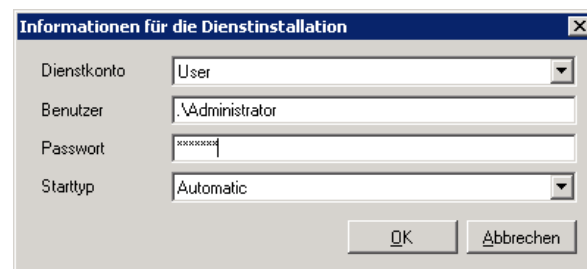 Informationen für die Dienstinstallation
Dienstkonto User
Benutzer .\Administrator
Passwort *******
Starttyp Automatic
OK Abbrechen